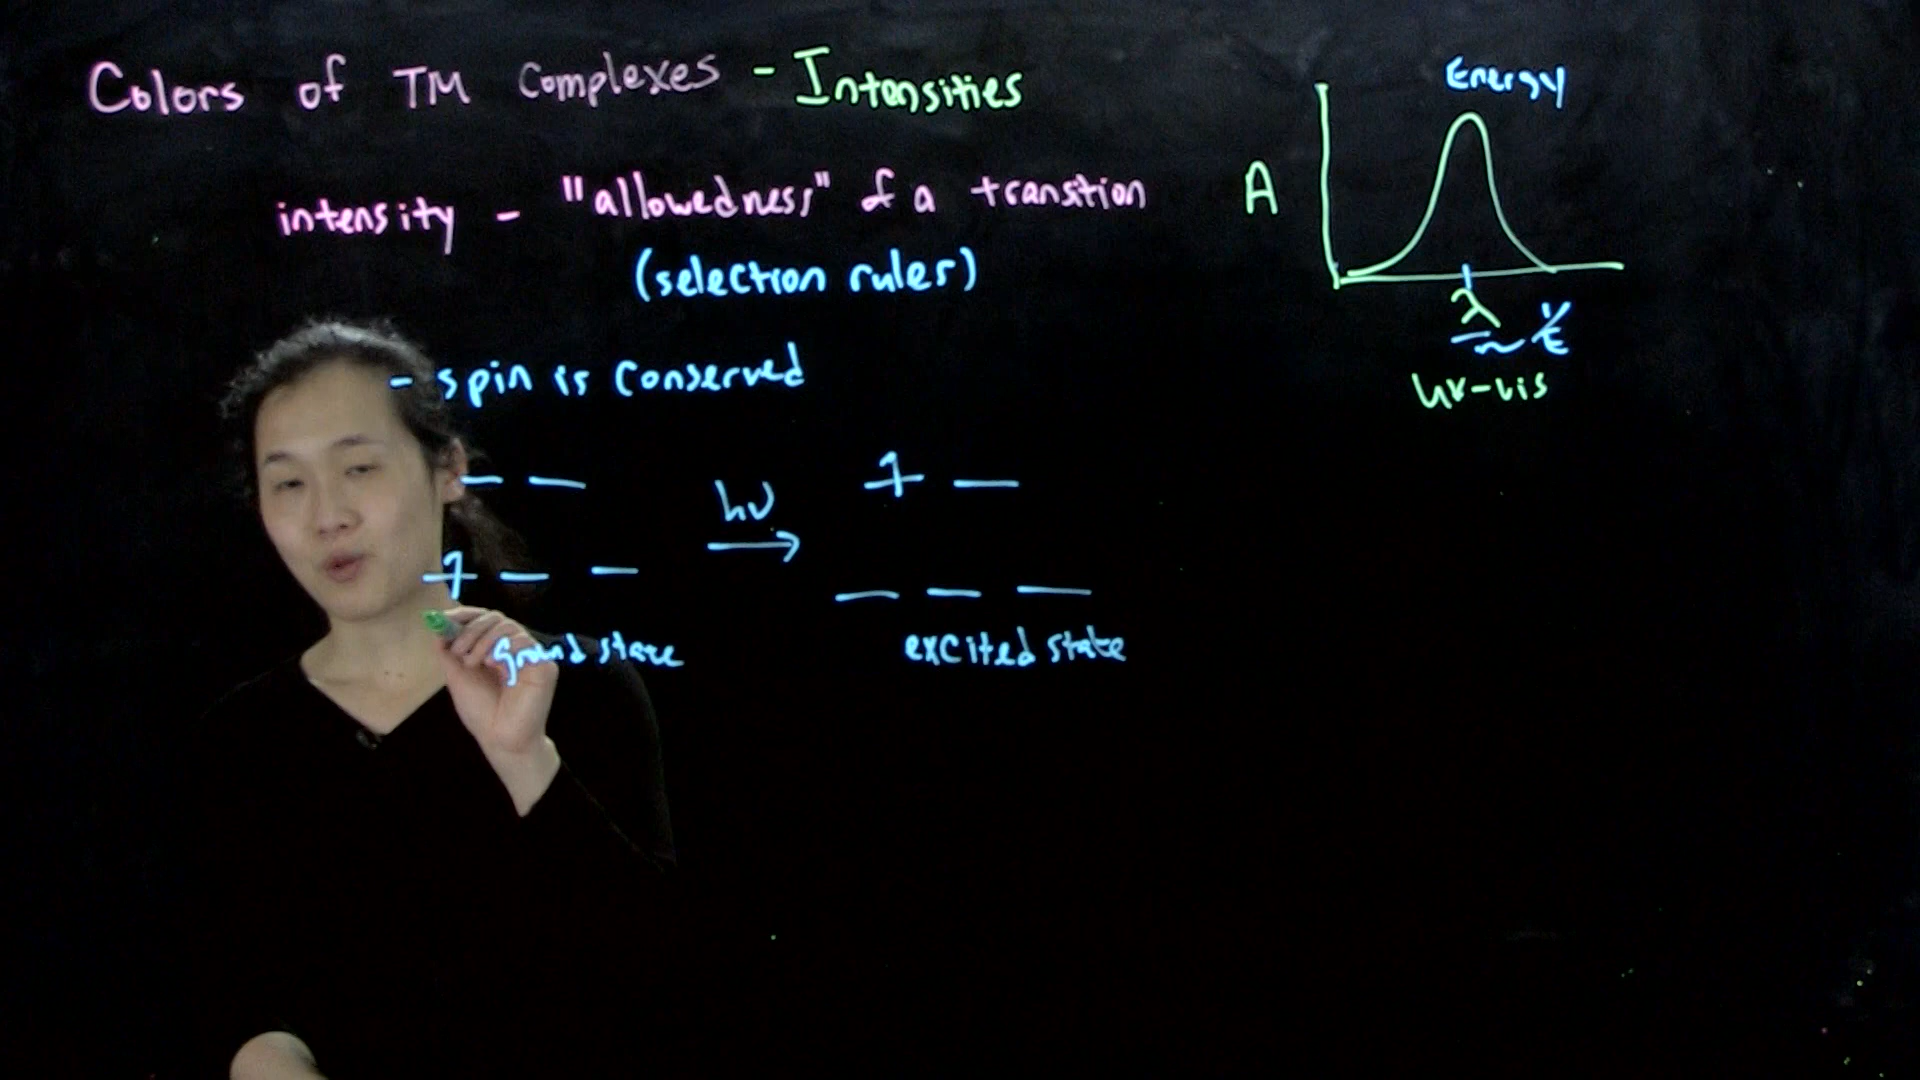 Colors of TM Complexes - Intensities
intensity - "allowedness" of a transition
(selection rules)
- spin is conserved
hν
ground state
excited state
Energy
A
λ
uv-vis